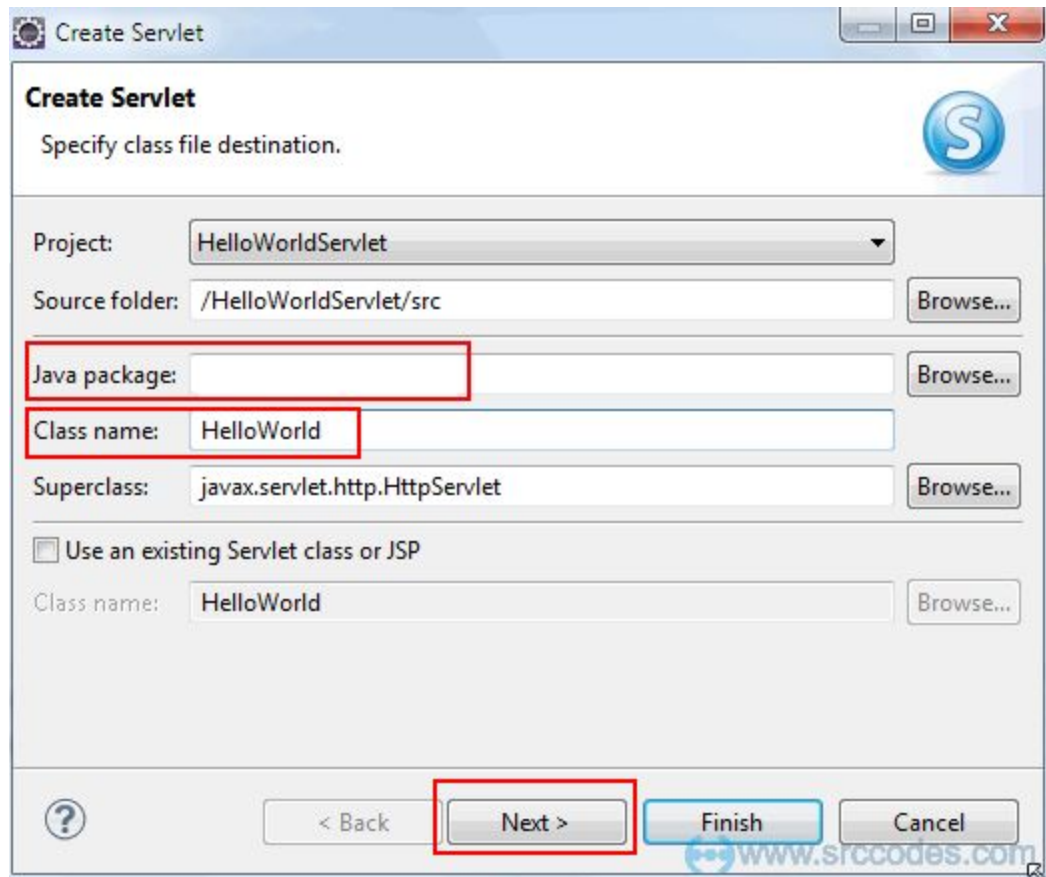 Create Servlet
Create Servlet
Specify class file destination.
S
Project: HelloWorldServlet
Source folder: /HelloWorldServlet/src Browse...
Java package: Browse...
Class name: HelloWorld
Superclass: javax.servlet.http.HttpServlet Browse...
Use an existing Servlet class or JSP
Class name: HelloWorld Browse...
? < Back Next > Finish Cancel
www.srccodes.com